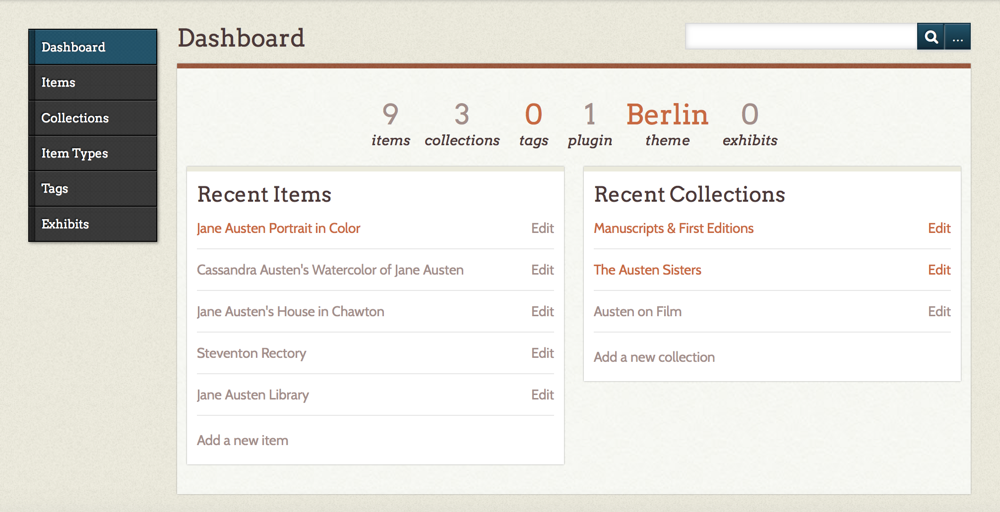 Dashboard
Items
Collections
Item Types
Tags
Exhibits
Dashboard
...
9 3 0 1 Berlin 0
items collections tags plugin theme exhibits
Recent Items
Jane Austen Portrait in Color Edit
Cassandra Austen's Watercolor of Jane Austen Edit
Jane Austen's House in Chawton Edit
Steventon Rectory Edit
Jane Austen Library Edit
Add a new item
Recent Collections
Manuscripts & First Editions Edit
The Austen Sisters Edit
Austen on Film Edit
Add a new collection